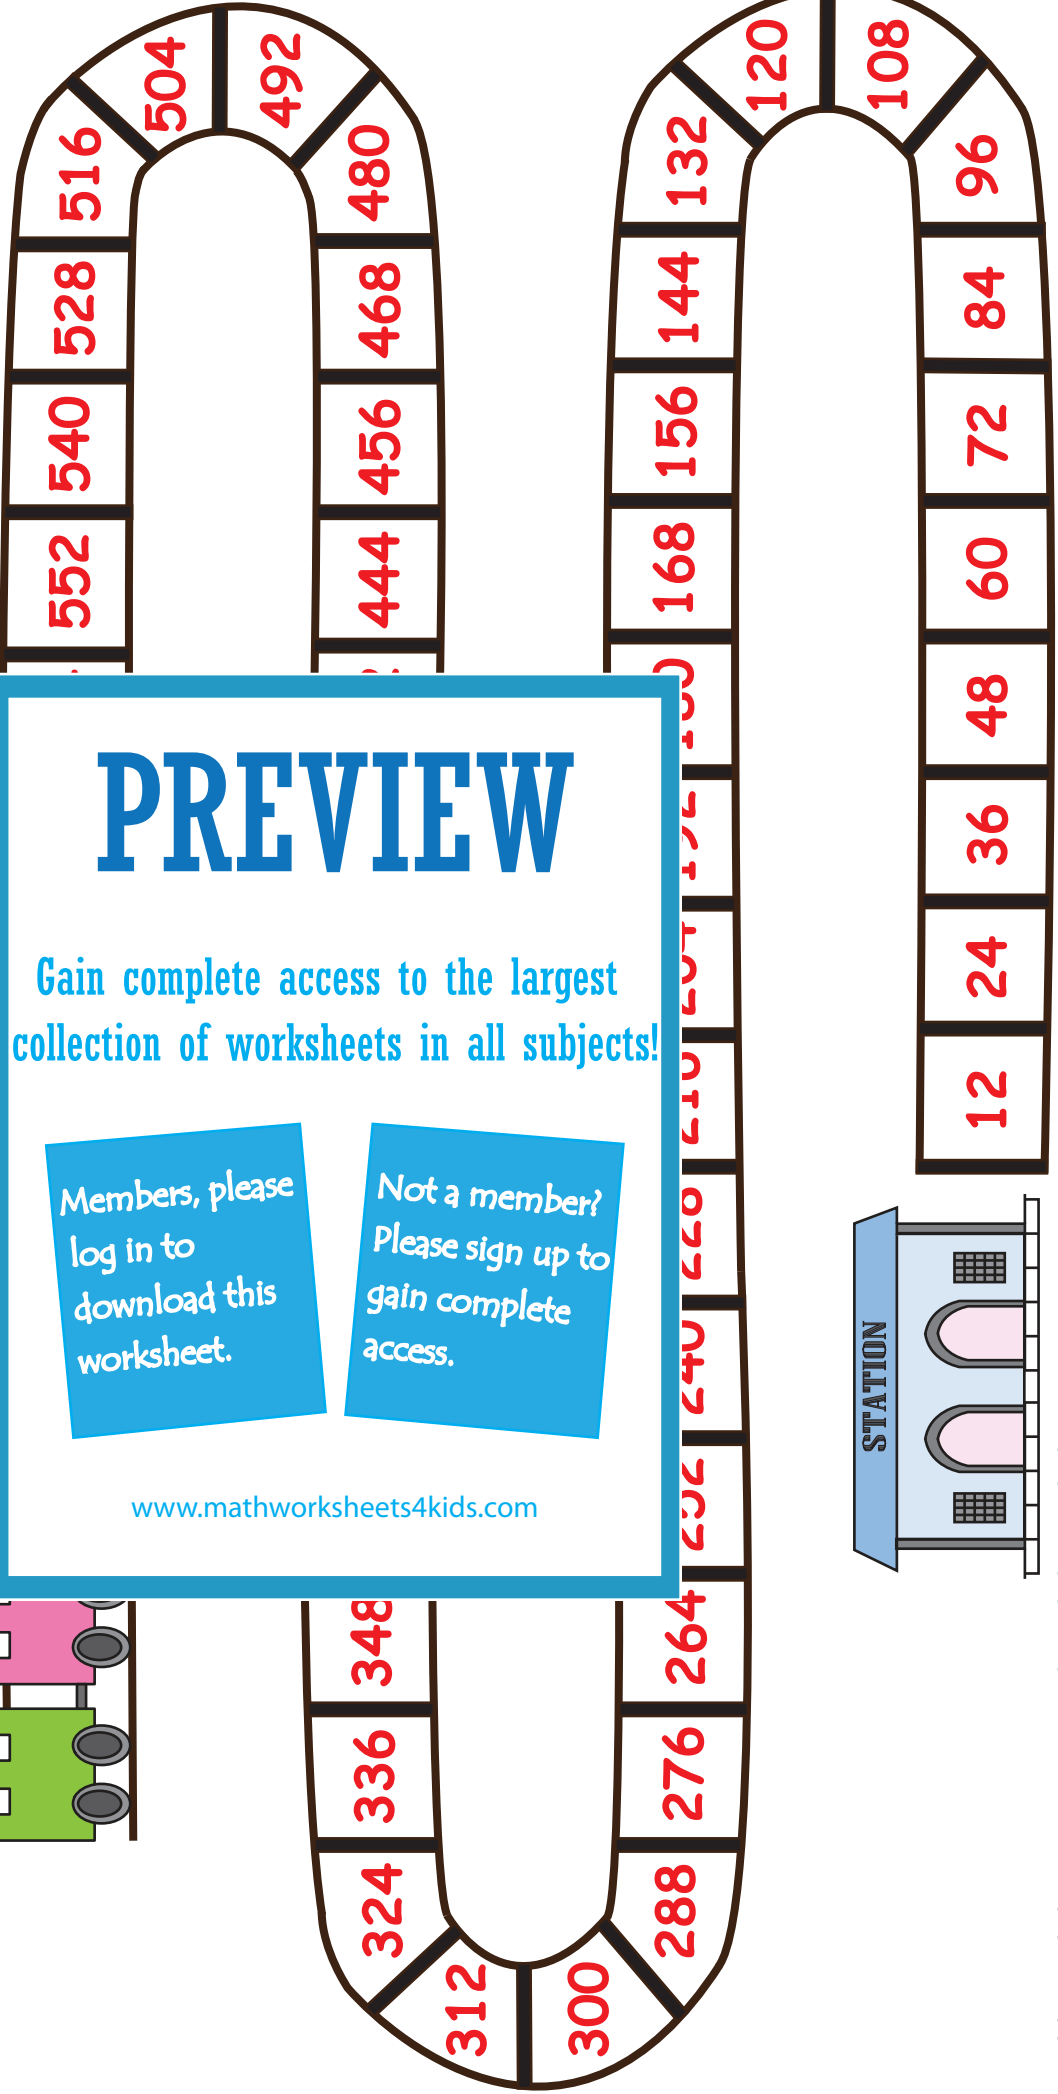 12
24
36
48
60
72
84
96
108
120
132
144
156
168
228
240
252
264
276
288
300
312
324
336
348
444
456
468
480
492
504
516
528
540
552
PREVIEW
Gain complete access to the largest
collection of worksheets in all subjects!
Members, please
log in to
download this
worksheet.
Not a member?
Please sign up to
gain complete
access.
www.mathworksheets4kids.com
STATION